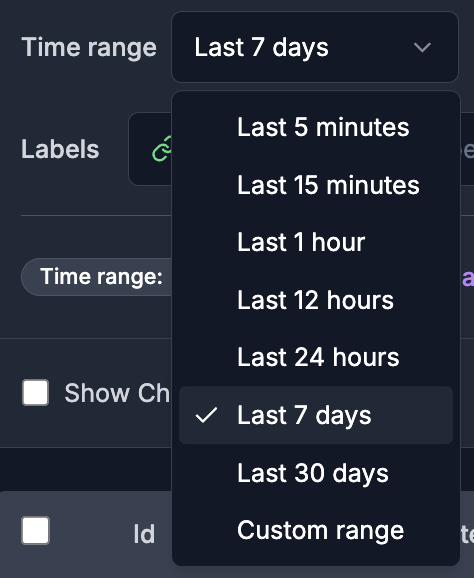 Time range
Last 7 days
Last 5 minutes
Labels
Last 15 minutes
Last 1 hour
Time range:
Last 12 hours
Last 24 hours
Show Ch
Last 7 days
Last 30 days
Id
Custom range